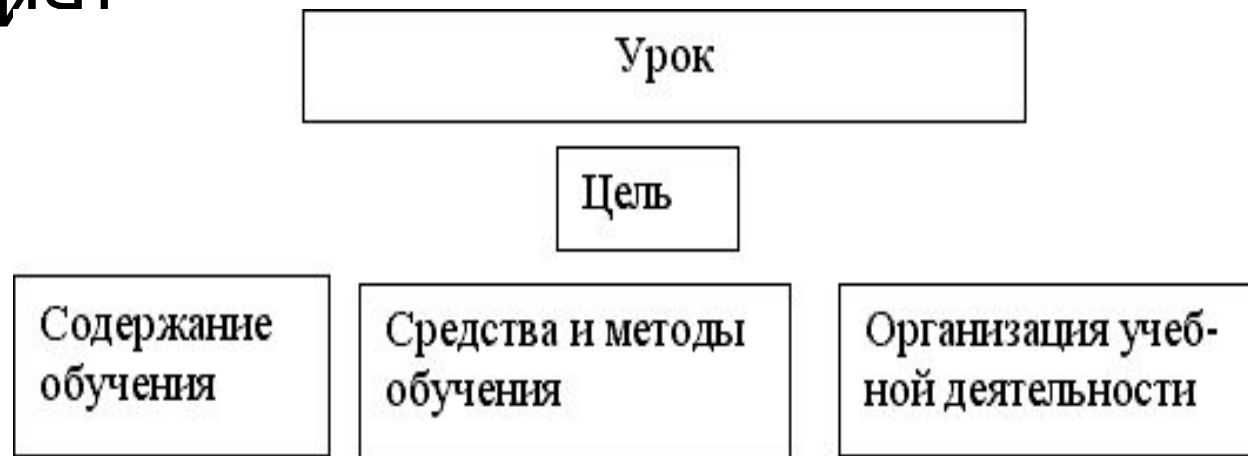 Урок
Цель
Содержание
обучения
Средства и методы
обучения
Организация учеб-
ной деятельности